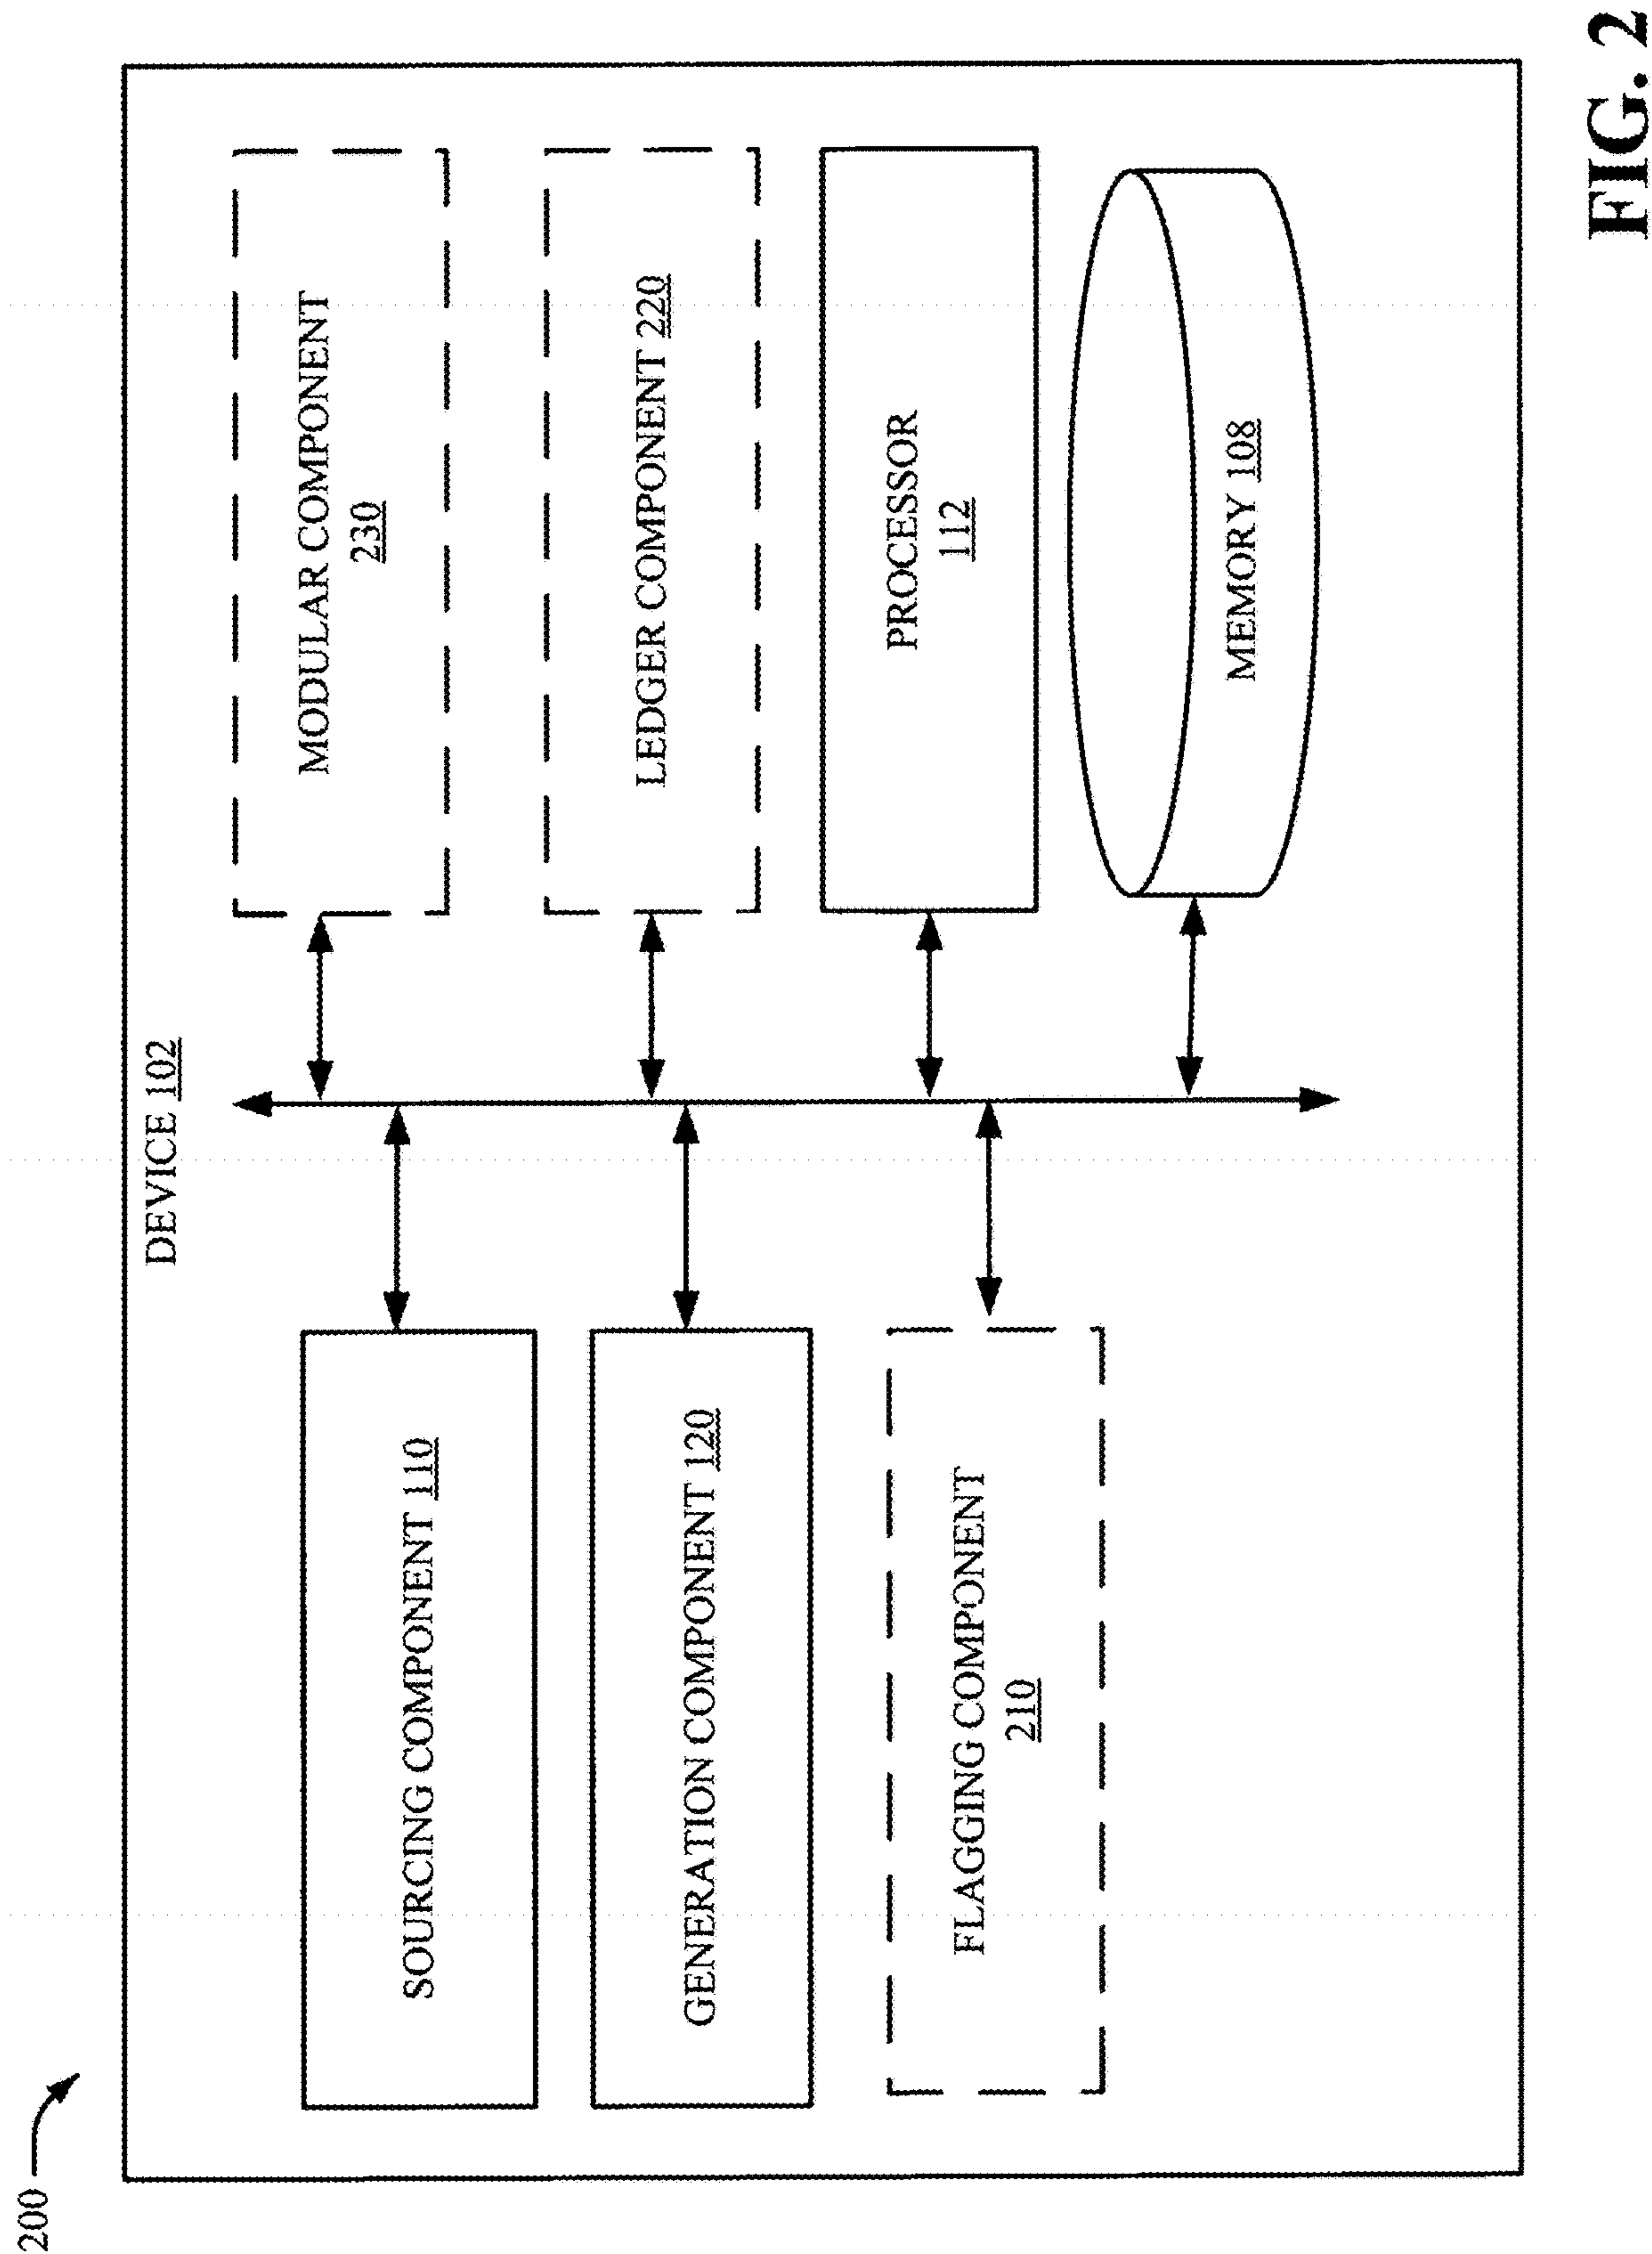 200
DEVICE 102
SOURCING COMPONENT 110
GENERATION COMPONENT 120
FLAGGING COMPONENT
210
MODULAR COMPONENT
230
LEDGER COMPONENT 220
PROCESSOR
112
MEMORY 108
FIG. 2